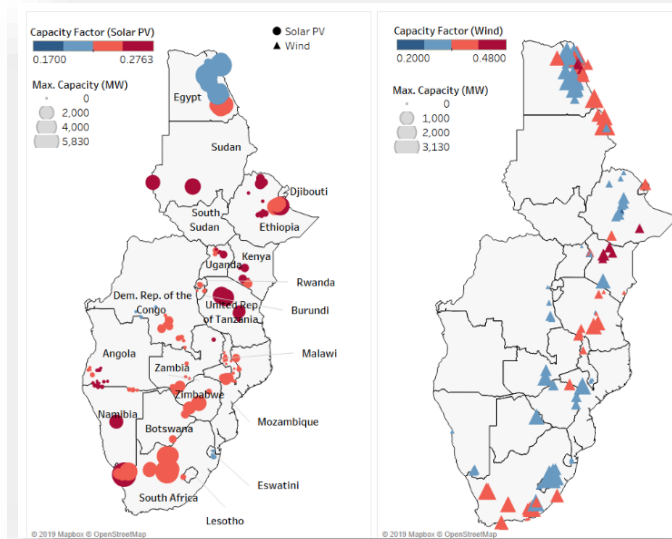 Capacity Factor (Solar PV)
0.1700 0.2763
Max. Capacity (MW)
0
2,000
4,000
5,830
Solar PV
Wind
Egypt
Sudan
Djibouti
South
Sudan
Ethiopia
Uganda
Kenya
Rwanda
Dem. Rep. of the
Congo
United Rep
of Tanzania
Burundi
Angola
Malawi
Zambia
Zimbabwe
Mozambique
Namibia
Botswana
Eswatini
South Africa
Lesotho
© 2019 Mapbox © OpenStreetMap
Capacity Factor (Wind)
0.2000 0.4800
Max. Capacity (MW)
0
1,000
2,000
3,130
© 2019 Mapbox © OpenStreetMap